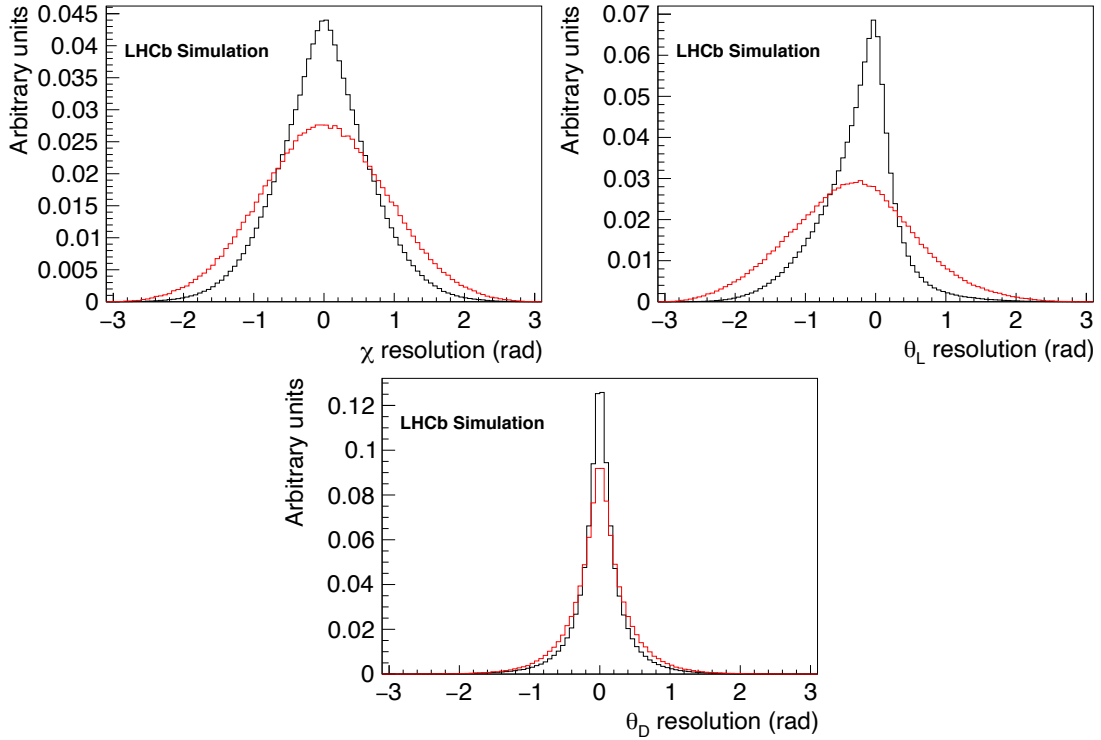 Arbitrary units
LHCb Simulation
0.045
0.04
0.035
0.03
0.025
0.02
0.015
0.01
0.005
0
−3 −2 −1 0 1 2 3
χ resolution (rad)
Arbitrary units
LHCb Simulation
0.07
0.06
0.05
0.04
0.03
0.02
0.01
0
−3 −2 −1 0 1 2 3
θL resolution (rad)
Arbitrary units
LHCb Simulation
0.12
0.1
0.08
0.06
0.04
0.02
0
−3 −2 −1 0 1 2 3
θD resolution (rad)